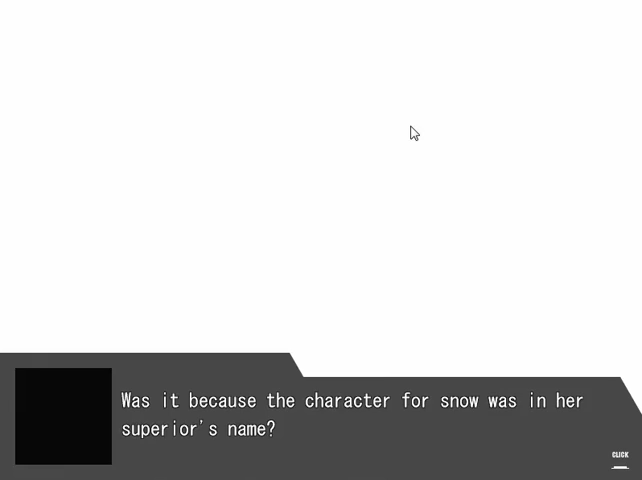 Was it because the character for snow was in her
superior's name?
CLICK